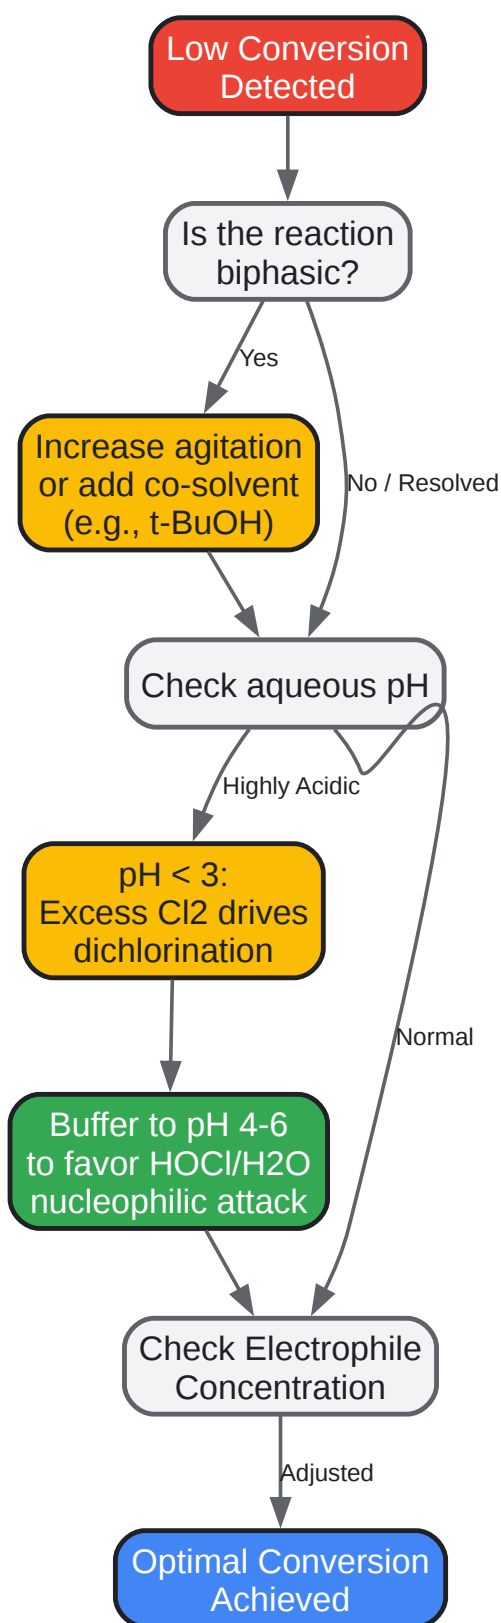 Low Conversion
Detected
Is the reaction
biphasic?
Yes
Increase agitation
or add co-solvent
(e.g., t-BuOH)
No / Resolved
Check aqueous pH
Highly Acidic
pH < 3:
Excess Cl2 drives
dichlorination
Normal
Buffer to pH 4-6
to favor HOCl/H2O
nucleophilic attack
Check Electrophile
Concentration
Adjusted
Optimal Conversion
Achieved